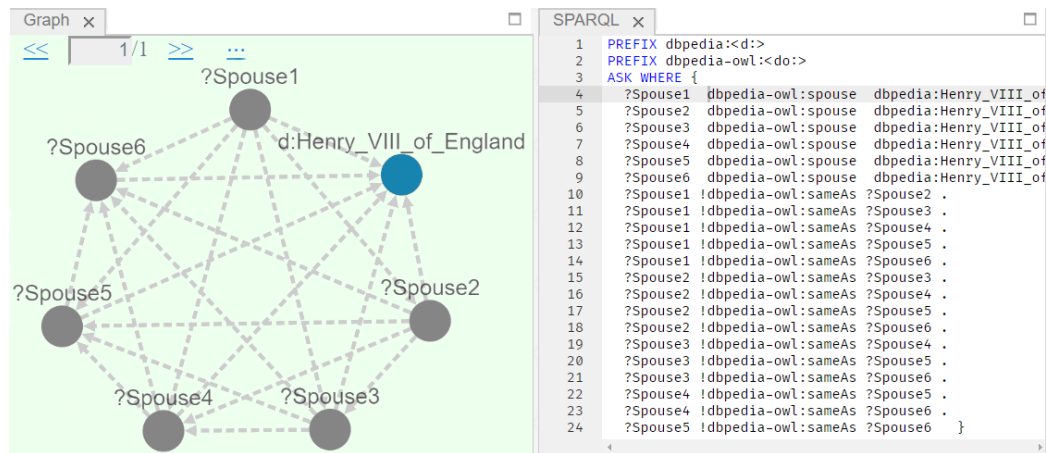 Graph ×
<< 1/1 >> ...
?Spouse1
d:Henry_VIII_of_England
?Spouse6
?Spouse5
?Spouse2
?Spouse4
?Spouse3
SPARQL ×
1 PREFIX dbpedia:<d:>
2 PREFIX dbpedia-owl:<do:>
3 ASK WHERE {
4 ?Spouse1 dbpedia-owl:spouse dbpedia:Henry_VIII_of
5 ?Spouse2 dbpedia-owl:spouse dbpedia:Henry_VIII_of
6 ?Spouse3 dbpedia-owl:spouse dbpedia:Henry_VIII_of
7 ?Spouse4 dbpedia-owl:spouse dbpedia:Henry_VIII_of
8 ?Spouse5 dbpedia-owl:spouse dbpedia:Henry_VIII_of
9 ?Spouse6 dbpedia-owl:spouse dbpedia:Henry_VIII_of
10 ?Spouse1 !dbpedia-owl:sameAs ?Spouse2 .
11 ?Spouse1 !dbpedia-owl:sameAs ?Spouse3 .
12 ?Spouse1 !dbpedia-owl:sameAs ?Spouse4 .
13 ?Spouse1 !dbpedia-owl:sameAs ?Spouse5 .
14 ?Spouse1 !dbpedia-owl:sameAs ?Spouse6 .
15 ?Spouse2 !dbpedia-owl:sameAs ?Spouse3 .
16 ?Spouse2 !dbpedia-owl:sameAs ?Spouse4 .
17 ?Spouse2 !dbpedia-owl:sameAs ?Spouse5 .
18 ?Spouse2 !dbpedia-owl:sameAs ?Spouse6 .
19 ?Spouse3 !dbpedia-owl:sameAs ?Spouse4 .
20 ?Spouse3 !dbpedia-owl:sameAs ?Spouse5 .
21 ?Spouse3 !dbpedia-owl:sameAs ?Spouse6 .
22 ?Spouse4 !dbpedia-owl:sameAs ?Spouse5 .
23 ?Spouse4 !dbpedia-owl:sameAs ?Spouse6 .
24 ?Spouse5 !dbpedia-owl:sameAs ?Spouse6 }